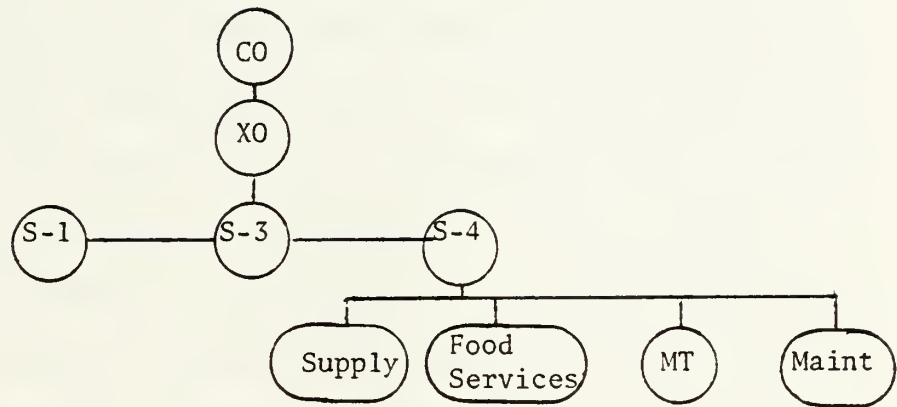 CO
XO
S-1
S-3
S-4
Supply
Food
Services
MT
Maint